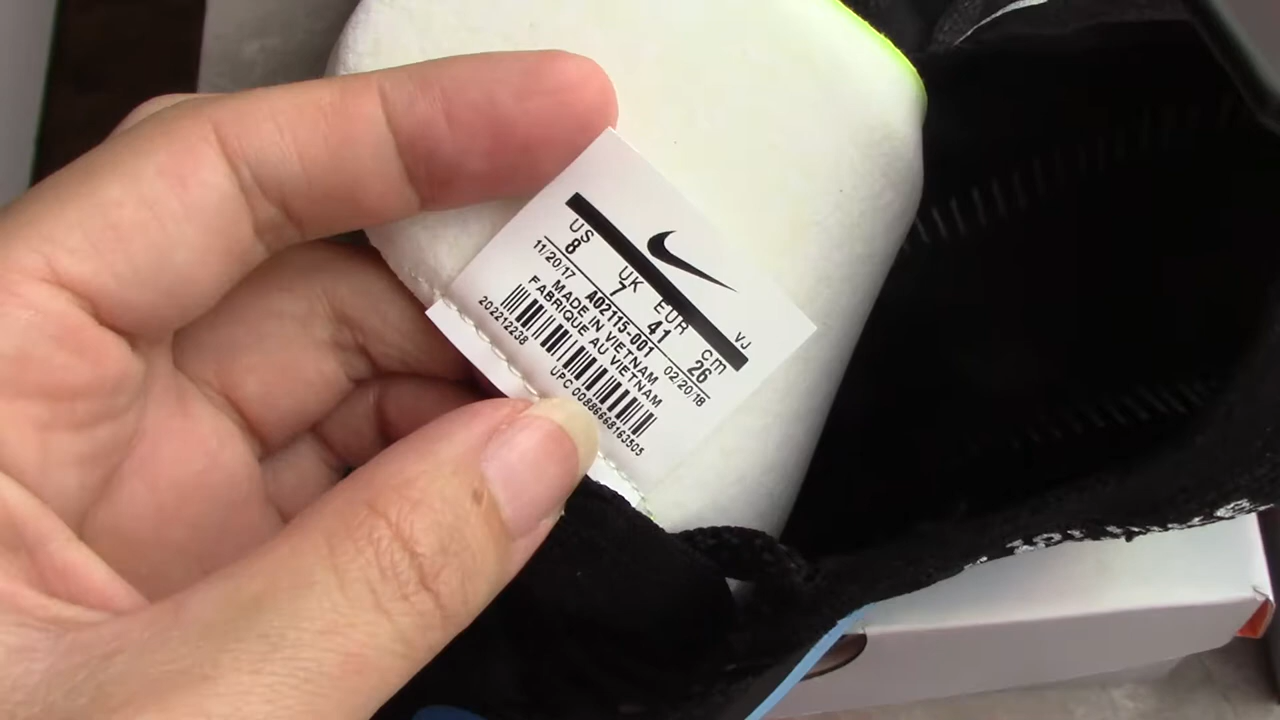 VJ
US UK EUR cm
8 7 41 26
11/20/17 AO2115-001 02/20/18
MADE IN VIETNAM
FABRIQUE AU VIETNAM
202212238
UPC 00886668163505